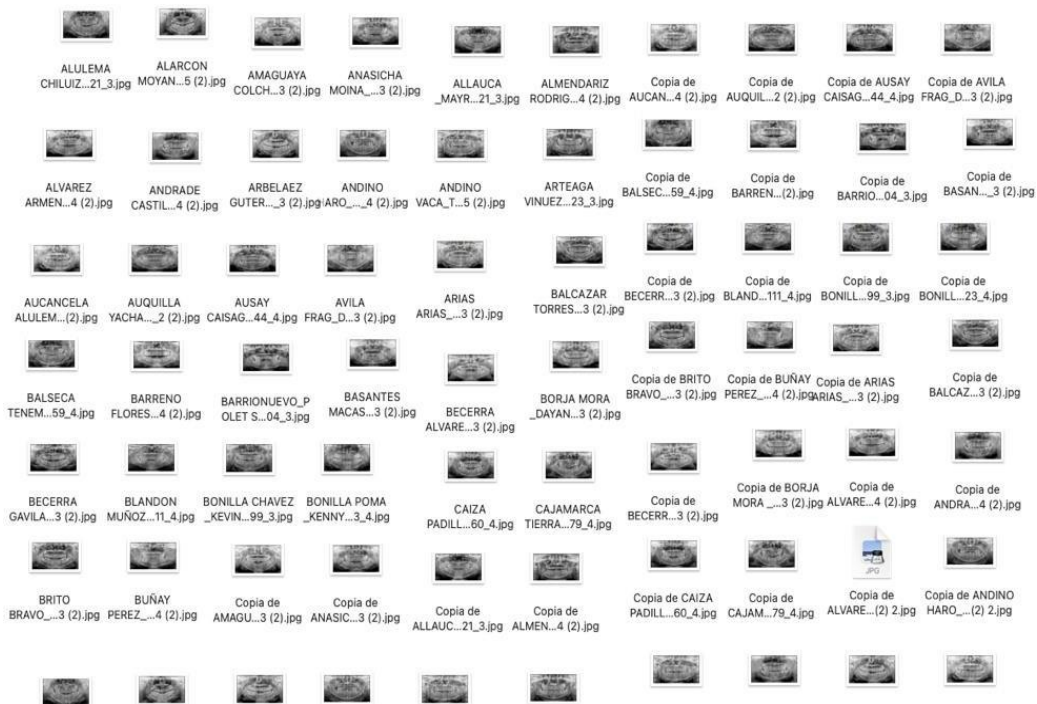 ALULEMA
CHILUIZ...21_3.jpg
ALARCON
MOYAN...5 (2).jpg
AMAGUAYA
COLCH...3 (2).jpg
ANASICHA
MOINA_...3 (2).jpg
ALLAUCA
_MAYR...21_3.jpg
ALMENDARIZ
RODRIG...4 (2).jpg
Copia de
AUCAN...4 (2).jpg
Copia de
AUQUIL...2 (2).jpg
Copia de AUSAY
CAISAG...44_4.jpg
Copia de AVILA
FRAG_D...3 (2).jpg
ALVAREZ
ARMEN...4 (2).jpg
ANDRADE
CASTIL...4 (2).jpg
ARBELAEZ
GUTER..._3 (2).jpg
ANDINO
HARO_..._4 (2).jpg
ANDINO
VACA_T...5 (2).jpg
ARTEAGA
VINUEZ...23_3.jpg
Copia de
BALSEC...59_4.jpg
Copia de
BARREN...(2).jpg
Copia de
BARRIO...04_3.jpg
Copia de
BASAN..._3 (2).jpg
AUCANCELA
ALULEM...(2).jpg
AUQUILLA
YACHA..._2 (2).jpg
AUSAY
CAISAG...44_4.jpg
AVILA
FRAG_D...3 (2).jpg
ARIAS
ARIAS_...3 (2).jpg
BALCAZAR
TORRES...3 (2).jpg
Copia de
BECERR...3 (2).jpg
Copia de
BLAND...111_4.jpg
Copia de
BONILL...99_3.jpg
Copia de
BONILL...23_4.jpg
BALSECA
TENEM...59_4.jpg
BARRENO
FLORES...4 (2).jpg
BARRIONUEVO_P
OLET S...04_3.jpg
BASANTES
MACAS...3 (2).jpg
BECERRA
ALVARE...3 (2).jpg
BORJA MORA
_DAYAN...3 (2).jpg
Copia de BRITO
BRAVO_...3 (2).jpg
Copia de BUÑAY
PEREZ_...4 (2).jpg
Copia de ARIAS
ARIAS_...3 (2).jpg
Copia de
BALCAZ...3 (2).jpg
BECERRA
GAVILA...3 (2).jpg
BLANDON
MUÑOZ...11_4.jpg
BONILLA CHAVEZ
_KEVIN...99_3.jpg
BONILLA POMA
_KENNY...3_4.jpg
CAIZA
PADILL...60_4.jpg
CAJAMARCA
TIERRA...79_4.jpg
Copia de
BECERR...3 (2).jpg
Copia de BORJA
MORA _...3 (2).jpg
Copia de
ALVARE...4 (2).jpg
Copia de
ANDRA...4 (2).jpg
BRITO
BRAVO_...3 (2).jpg
BUÑAY
PEREZ_...4 (2).jpg
Copia de
AMAGU...3 (2).jpg
Copia de
ANASIC...3 (2).jpg
Copia de
ALLAUC...21_3.jpg
Copia de
ALMEN...4 (2).jpg
Copia de CAIZA
PADILL...60_4.jpg
Copia de
CAJAM...79_4.jpg
JPG
Copia de
ALVARE...(2) 2.jpg
Copia de ANDINO
HARO_...(2) 2.jpg